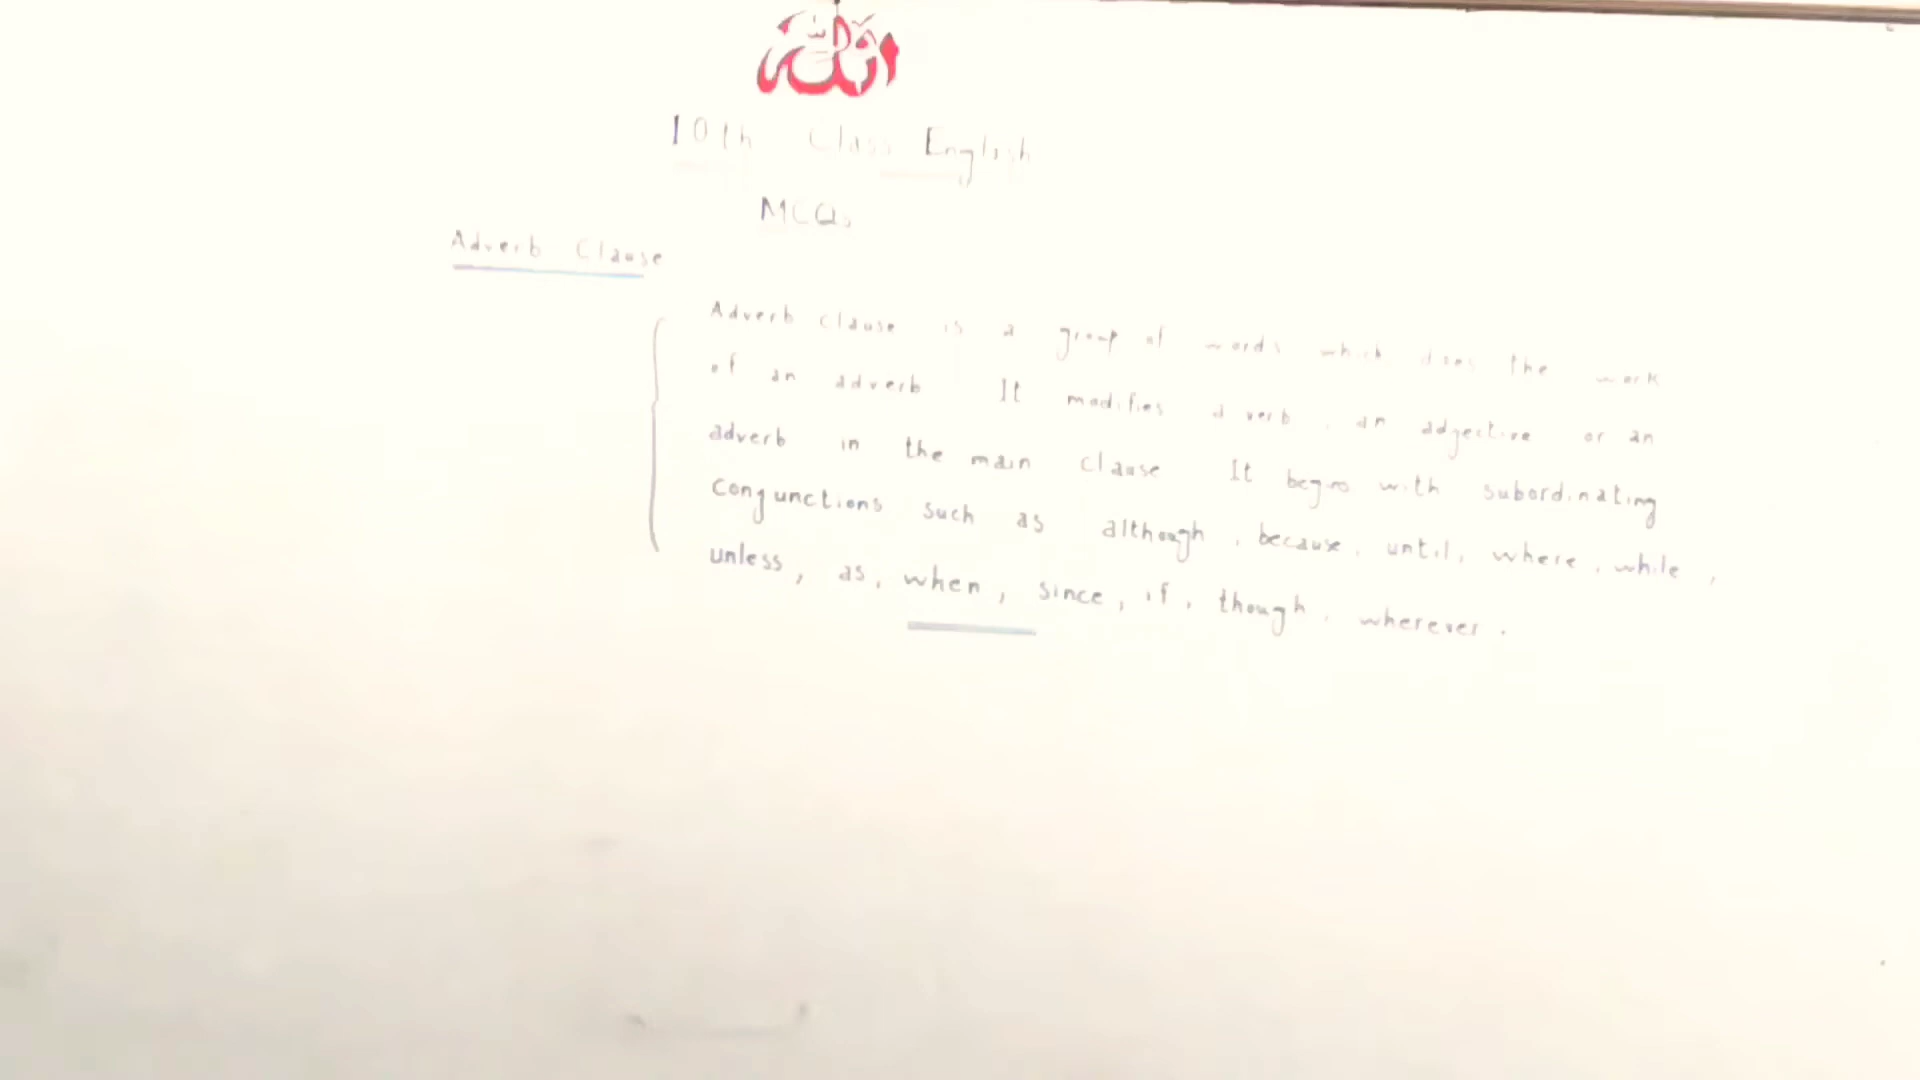 الله
10th Class English
MCQs
Adverb Clause
Adverb clause is a group of words which does the work
of an adverb It modifies a verb, an adjective or an
adverb in the main clause It begins with subordinating
conjunctions such as although, because, until, where, while,
unless, as, when, since, if, though, wherever.